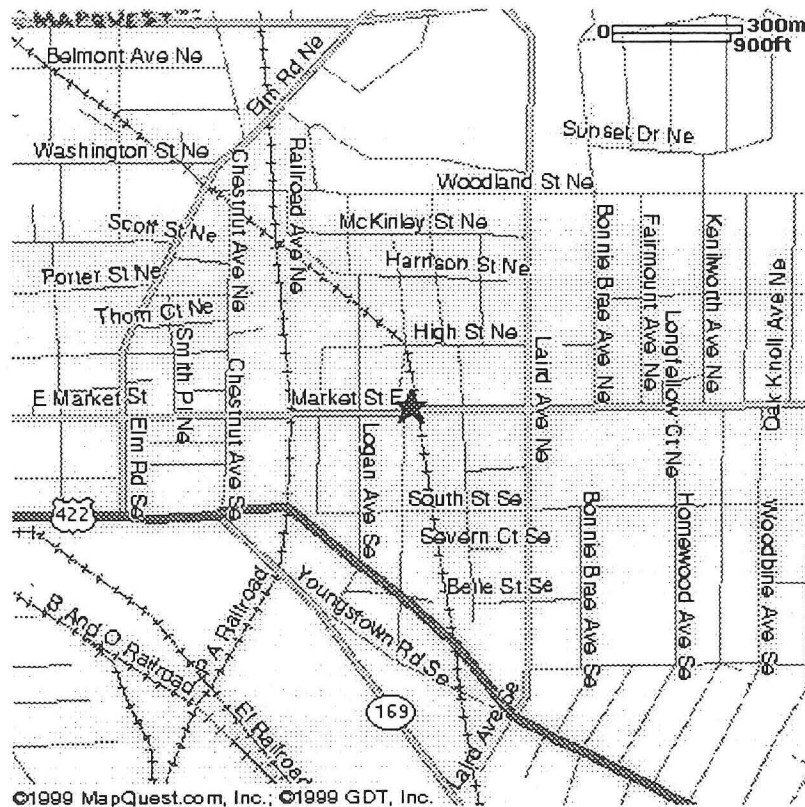 MAPQUEST
0 300m
900ft
Belmont Ave Ne
Elm Rd Ne
Sunset Dr Ne
Washington St Ne
Chestnut Ave Ne
Railroad Ave Ne
Woodland St Ne
Scott St Ne
McKinley St Ne
Bonnie Brae Ave Ne
Fairmount Ave Ne
Kenilworth Ave Ne
Porter St Ne
Harrison St Ne
Longfellow Ct Ne
Oak Knoll Ave Ne
Thorn Ct Ne
Smith Pl Ne
High St Ne
Laird Ave Ne
E Market St
Market St E
Elm Rd Se
Chestnut Ave Se
Logan Ave Se
422
South St Se
Severn Ct Se
Bonnie Brae Ave Se
Homewood Ave Se
Woodbine Ave Se
Belle St Se
Youngstown Rd Se
B And O Railroad
P A Railroad
El Railroad
169
Laird Ave Se
©1999 MapQuest.com, Inc.; ©1999 GDT, Inc.